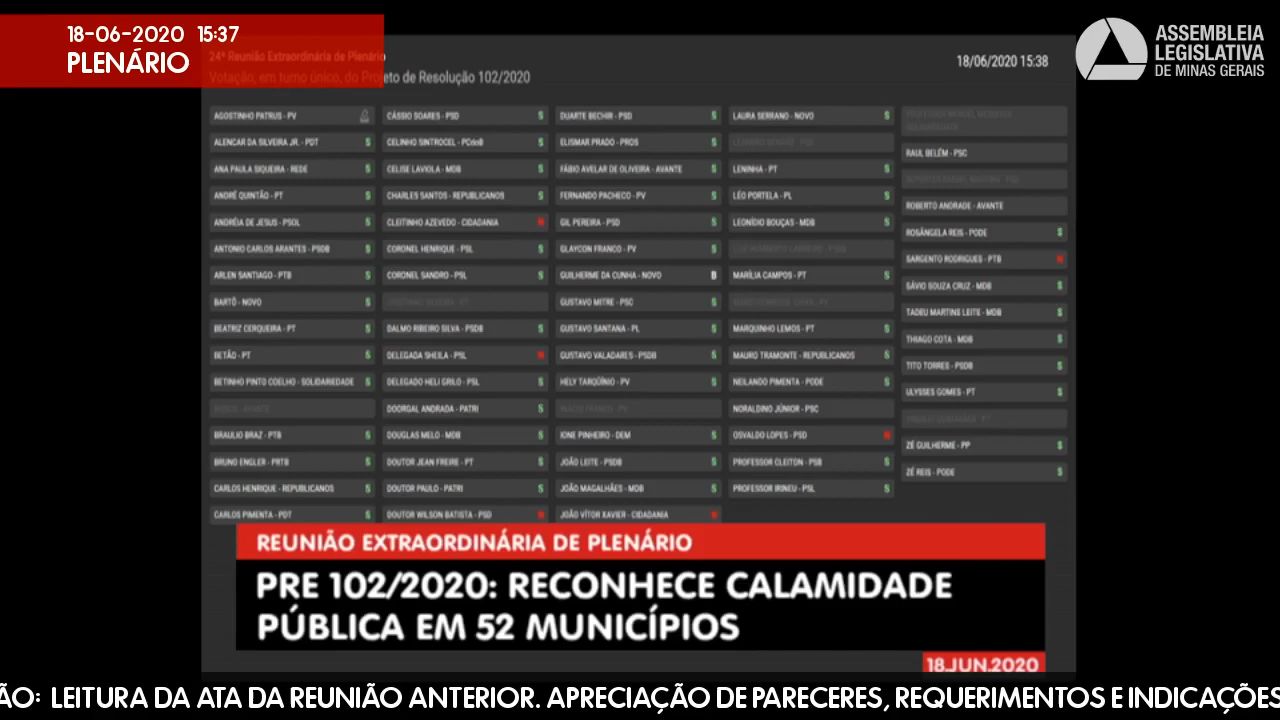 18-06-2020 15:37
PLENÁRIO
24ª Reunião Extraordinária de Plenário
Votação, em turno único, do Projeto de Resolução 102/2020
18/06/2020 15:38
ASSEMBLEIA
LEGISLATIVA
DE MINAS GERAIS
AGOSTINHO PATRUS - PV
ALENCAR DA SILVEIRA JR. - PDT S
ANA PAULA SIQUEIRA - REDE S
ANDRÉ QUINTÃO - PT S
ANDRÉIA DE JESUS - PSOL S
ANTONIO CARLOS ARANTES - PSDB S
ARLEN SANTIAGO - PTB S
BARTÔ - NOVO S
BEATRIZ CERQUEIRA - PT S
BETÃO - PT S
BETINHO PINTO COELHO - SOLIDARIEDADE S
BRAULIO BRAZ - PTB S
BRUNO ENGLER - PRTB S
CARLOS HENRIQUE - REPUBLICANOS S
CARLOS PIMENTA - PDT S
CÁSSIO SOARES - PSD S
CELINHO SINTROCEL - PCdoB S
CELISE LAVIOLA - MDB S
CHARLES SANTOS - REPUBLICANOS S
CLEITINHO AZEVEDO - CIDADANIA N
CORONEL HENRIQUE - PSL S
CORONEL SANDRO - PSL S
DALMO RIBEIRO SILVA - PSDB S
DELEGADA SHEILA - PSL N
DELEGADO HELI GRILO - PSL S
DOORGAL ANDRADA - PATRI S
DOUGLAS MELO - MDB S
DOUTOR JEAN FREIRE - PT S
DOUTOR PAULO - PATRI S
DOUTOR WILSON BATISTA - PSD N
DUARTE BECHIR - PSD S
ELISMAR PRADO - PROS S
FÁBIO AVELAR DE OLIVEIRA - AVANTE S
FERNANDO PACHECO - PV S
GIL PEREIRA - PSD S
GLAYCON FRANCO - PV S
GUILHERME DA CUNHA - NOVO B
GUSTAVO MITRE - PSC S
GUSTAVO SANTANA - PL S
GUSTAVO VALADARES - PSDB S
HELY TARQÜÍNIO - PV S
IONE PINHEIRO - DEM S
JOÃO LEITE - PSDB S
JOÃO MAGALHÃES - MDB S
JOÃO VÍTOR XAVIER - CIDADANIA N
LAURA SERRANO - NOVO S
LENINHA - PT S
LÉO PORTELA - PL S
LEONÍDIO BOUÇAS - MDB S
MARÍLIA CAMPOS - PT S
MARQUINHO LEMOS - PT S
MAURO TRAMONTE - REPUBLICANOS S
NEILANDO PIMENTA - PODE S
NORALDINO JÚNIOR - PSC
OSVALDO LOPES - PSD N
PROFESSOR CLEITON - PSB S
PROFESSOR IRINEU - PSL S
RAUL BELÉM - PSC
ROBERTO ANDRADE - AVANTE
ROSÂNGELA REIS - PODE S
SARGENTO RODRIGUES - PTB N
SÁVIO SOUZA CRUZ - MDB S
TADEU MARTINS LEITE - MDB S
THIAGO COTA - MDB S
TITO TORRES - PSDB S
ULYSSES GOMES - PT S
ZÉ GUILHERME - PP S
ZÉ REIS - PODE S
REUNIÃO EXTRAORDINÁRIA DE PLENÁRIO
PRE 102/2020: RECONHECE CALAMIDADE
PÚBLICA EM 52 MUNICÍPIOS
18.JUN.2020
ÃO: LEITURA DA ATA DA REUNIÃO ANTERIOR. APRECIAÇÃO DE PARECERES, REQUERIMENTOS E INDICAÇÕES